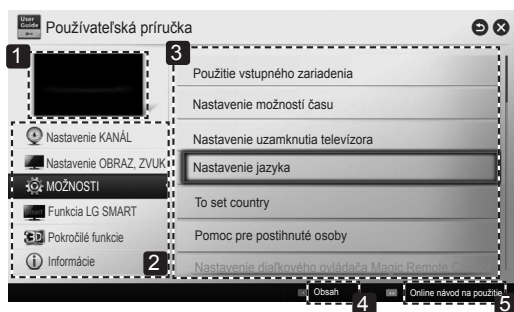 User Guide
Používateľská príručka
1
3
Použitie vstupného zariadenia
Nastavenie možností času
Nastavenie uzamknutia televízora
Nastavenie jazyka
To set country
Pomoc pre postihnuté osoby
Nastavenie diaľkového ovládača Magic Remote C
Nastavenie KANÁL
Nastavenie OBRAZ, ZVUK
MOŽNOSTI
Funkcia LG SMART
3D Pokročilé funkcie
Informácie
2
Obsah
4
Online návod na použitie
5